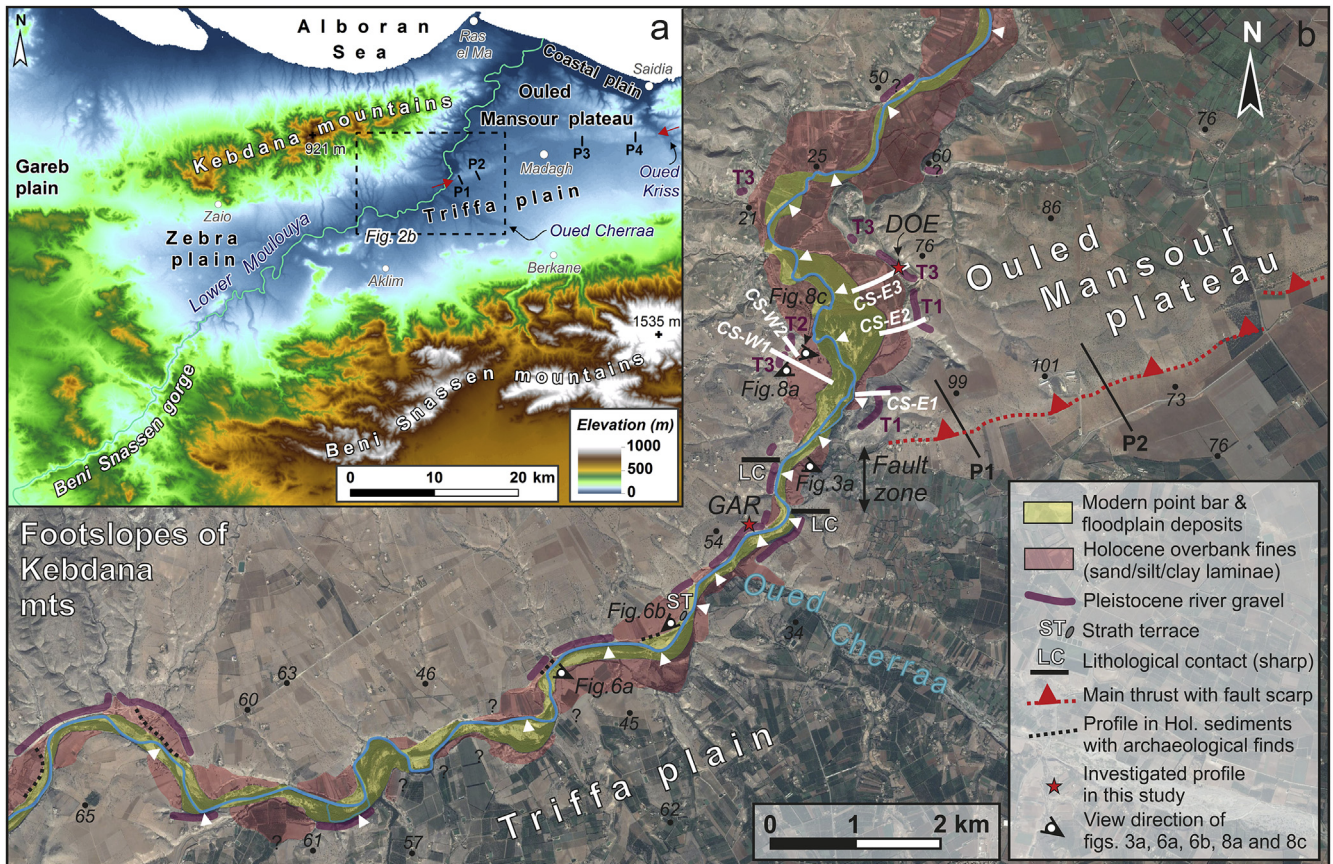 N
Alboran
Sea
a
Ras
el Ma
Coastal plain
Saidia
Ouled
Mansour plateau
Kebdana mountains
921 m
P3
P4
Madagh
Oued
Kriss
Gareb
plain
P2
P1
Zaio
Triffa plain
Zebra
plain
Lower Moulouya
Fig. 2b
Oued Cherraa
Aklim
Berkane
1535 m
Beni Snassen mountains
Beni Snassen gorge
Elevation (m)
1000
500
0
0 10 20 km
b
N
50
?
76
25
60
?
T3
21
86
T3
DOE
76
T3
Ouled
Mansour
plateau
Fig.8c
CS-E3
T1
CS-W2
T2
CS-E2
CS-W1
T3
Fig.8a
99
101
73
CS-E1
T1
P1
P2
76
LC
Fig.3a
Fault
zone
GAR
LC
54
Oued
Cherraa
ST
Fig.6b
34
Footslopes of
Kebdana
mts
63
46
60
Fig.6a
?
?
45
?
?
?
65
61
57
62
Triffa plain
0 1 2 km
Modern point bar &
floodplain deposits
Holocene overbank fines
(sand/silt/clay laminae)
Pleistocene river gravel
ST Strath terrace
LC Lithological contact (sharp)
Main thrust with fault scarp
Profile in Hol. sediments
with archaeological finds
Investigated profile
in this study
View direction of
figs. 3a, 6a, 6b, 8a and 8c